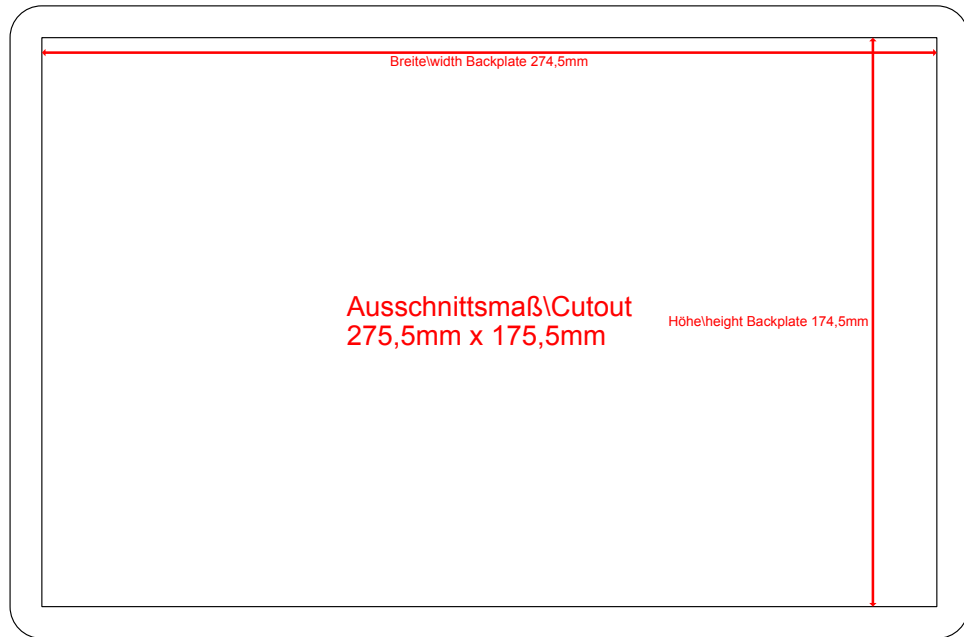 Breite\width Backplate 274,5mm
Ausschnittsmaß\Cutout
275,5mm x 175,5mm
Höhe\height Backplate 174,5mm